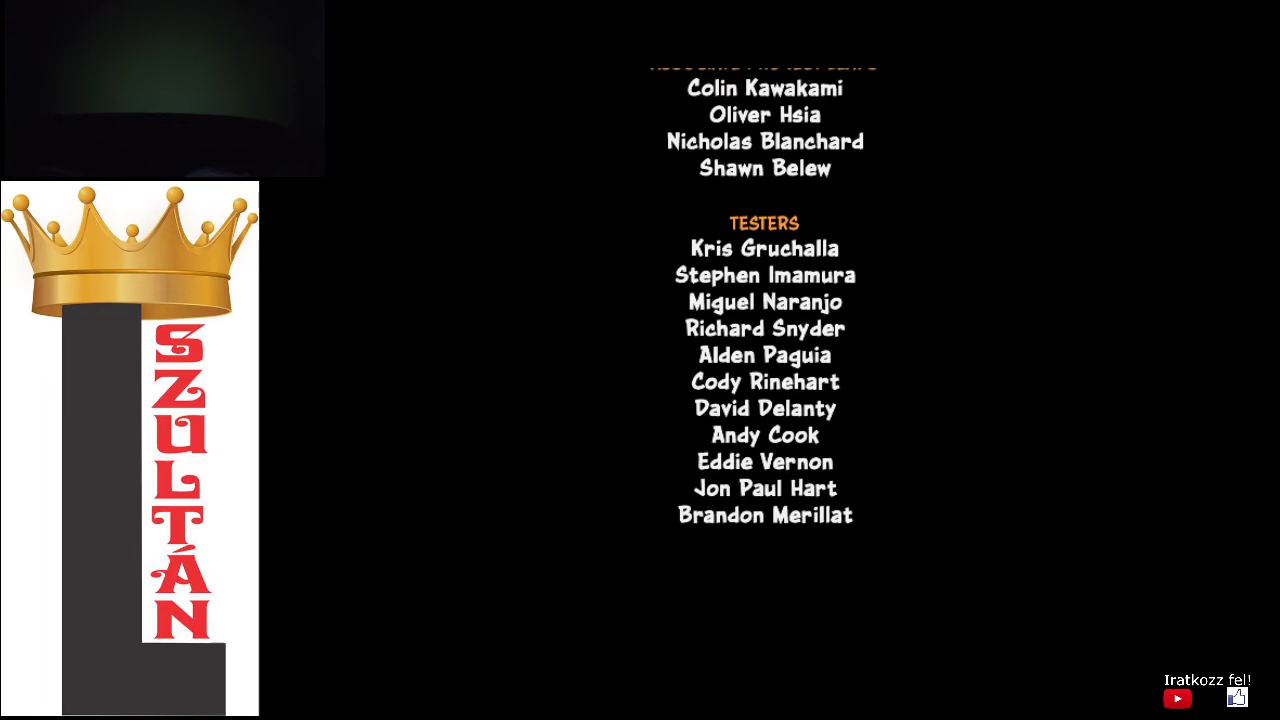 Colin Kawakami
Oliver Hsia
Nicholas Blanchard
Shawn Belew
TESTERS
Kris Gruchalla
Stephen Imamura
Miguel Naranjo
Richard Snyder
Alden Paguia
Cody Rinehart
David Delanty
Andy Cook
Eddie Vernon
Jon Paul Hart
Brandon Merillat
L
SZULTÁN
Iratkozz fel!